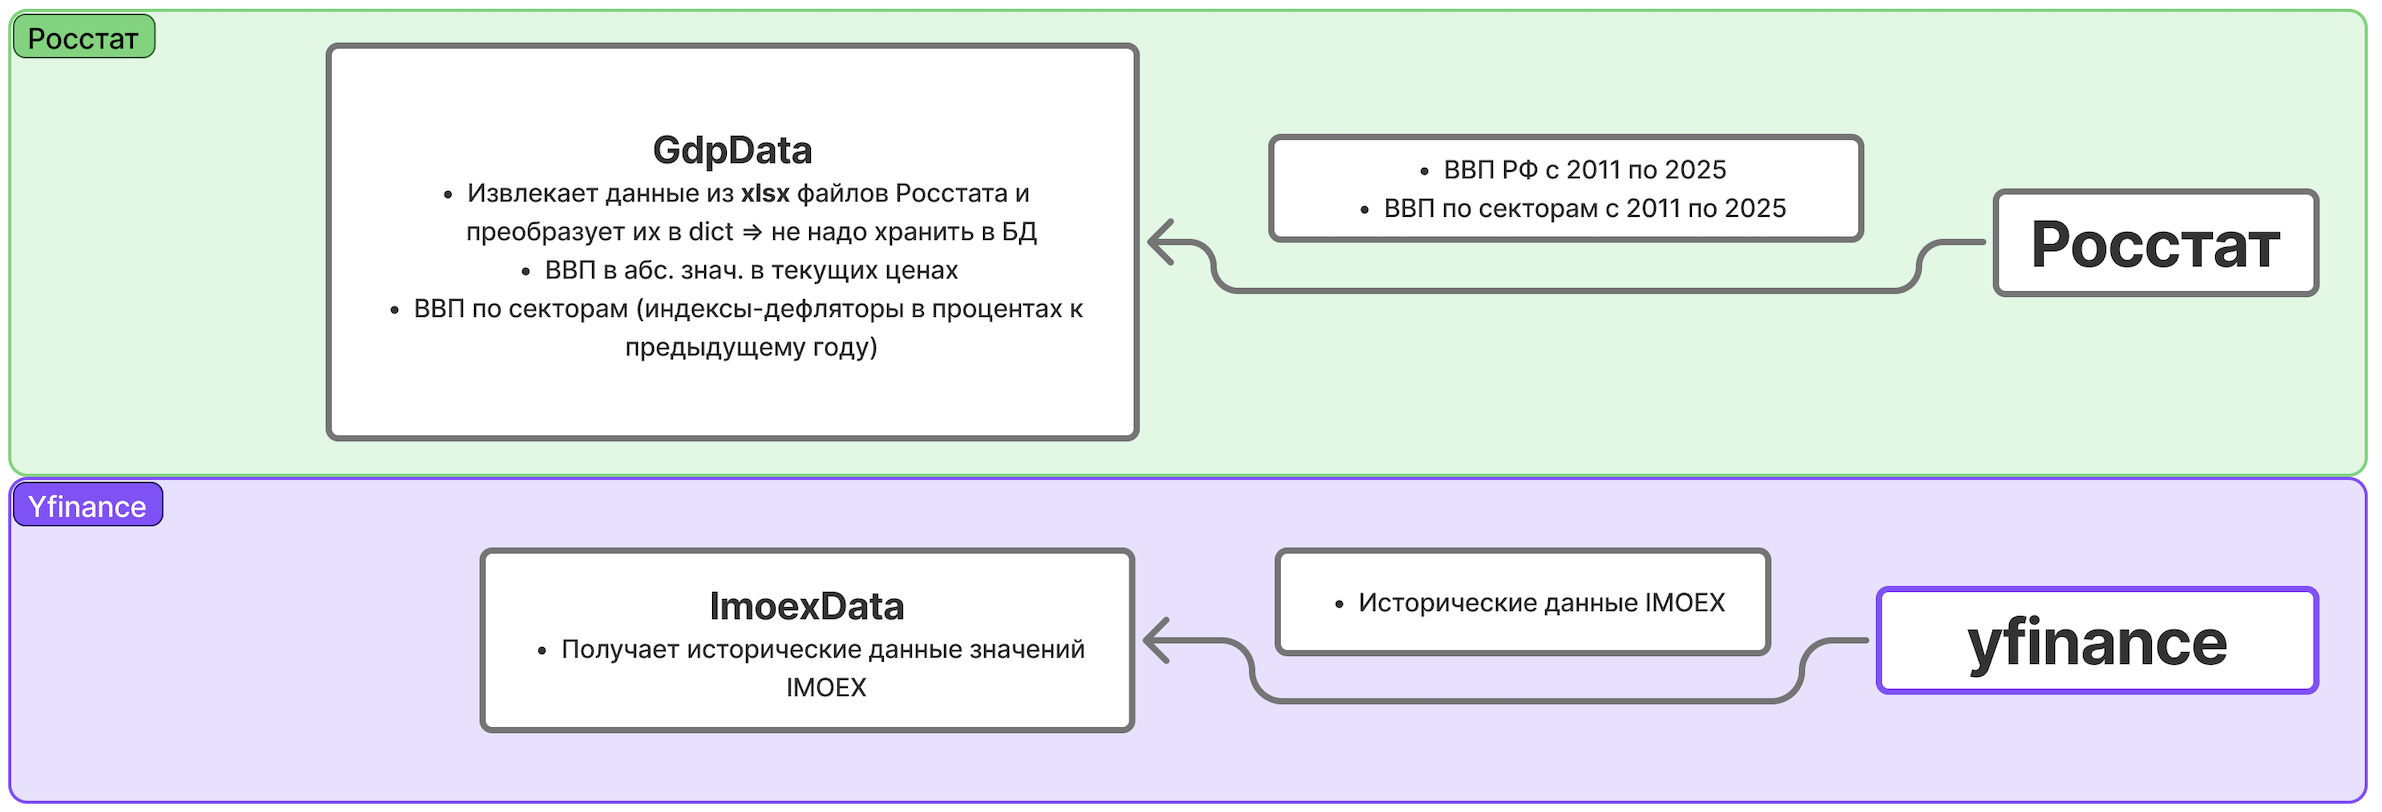 Росстат
GdpData
• Извлекает данные из xlsx файлов Росстата и
преобразует их в dict => не надо хранить в БД
• ВВП в абс. знач. в текущих ценах
• ВВП по секторам (индексы-дефляторы в процентах к
предыдущему году)
• ВВП РФ с 2011 по 2025
• ВВП по секторам с 2011 по 2025
Росстат
Yfinance
ImoexData
• Получает исторические данные значений
IMOEX
• Исторические данные IMOEX
yfinance